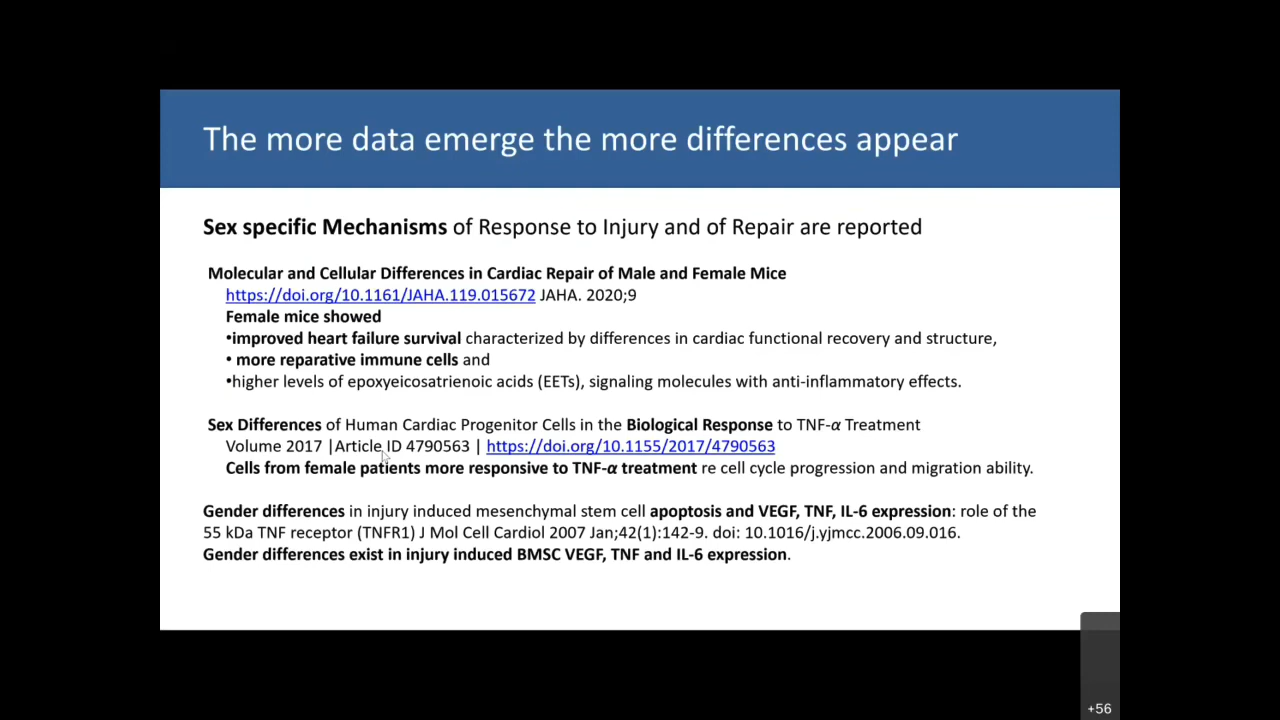 The more data emerge the more differences appear
Sex specific Mechanisms of Response to Injury and of Repair are reported
Molecular and Cellular Differences in Cardiac Repair of Male and Female Mice
https://doi.org/10.1161/JAHA.119.015672 JAHA. 2020;9
Female mice showed
•improved heart failure survival characterized by differences in cardiac functional recovery and structure,
• more reparative immune cells and
•higher levels of epoxyeicosatrienoic acids (EETs), signaling molecules with anti-inflammatory effects.
Sex Differences of Human Cardiac Progenitor Cells in the Biological Response to TNF-α Treatment
Volume 2017 |Article ID 4790563 | https://doi.org/10.1155/2017/4790563
Cells from female patients more responsive to TNF-α treatment re cell cycle progression and migration ability.
Gender differences in injury induced mesenchymal stem cell apoptosis and VEGF, TNF, IL-6 expression: role of the
55 kDa TNF receptor (TNFR1) J Mol Cell Cardiol 2007 Jan;42(1):142-9. doi: 10.1016/j.yjmcc.2006.09.016.
Gender differences exist in injury induced BMSC VEGF, TNF and IL-6 expression.
+56